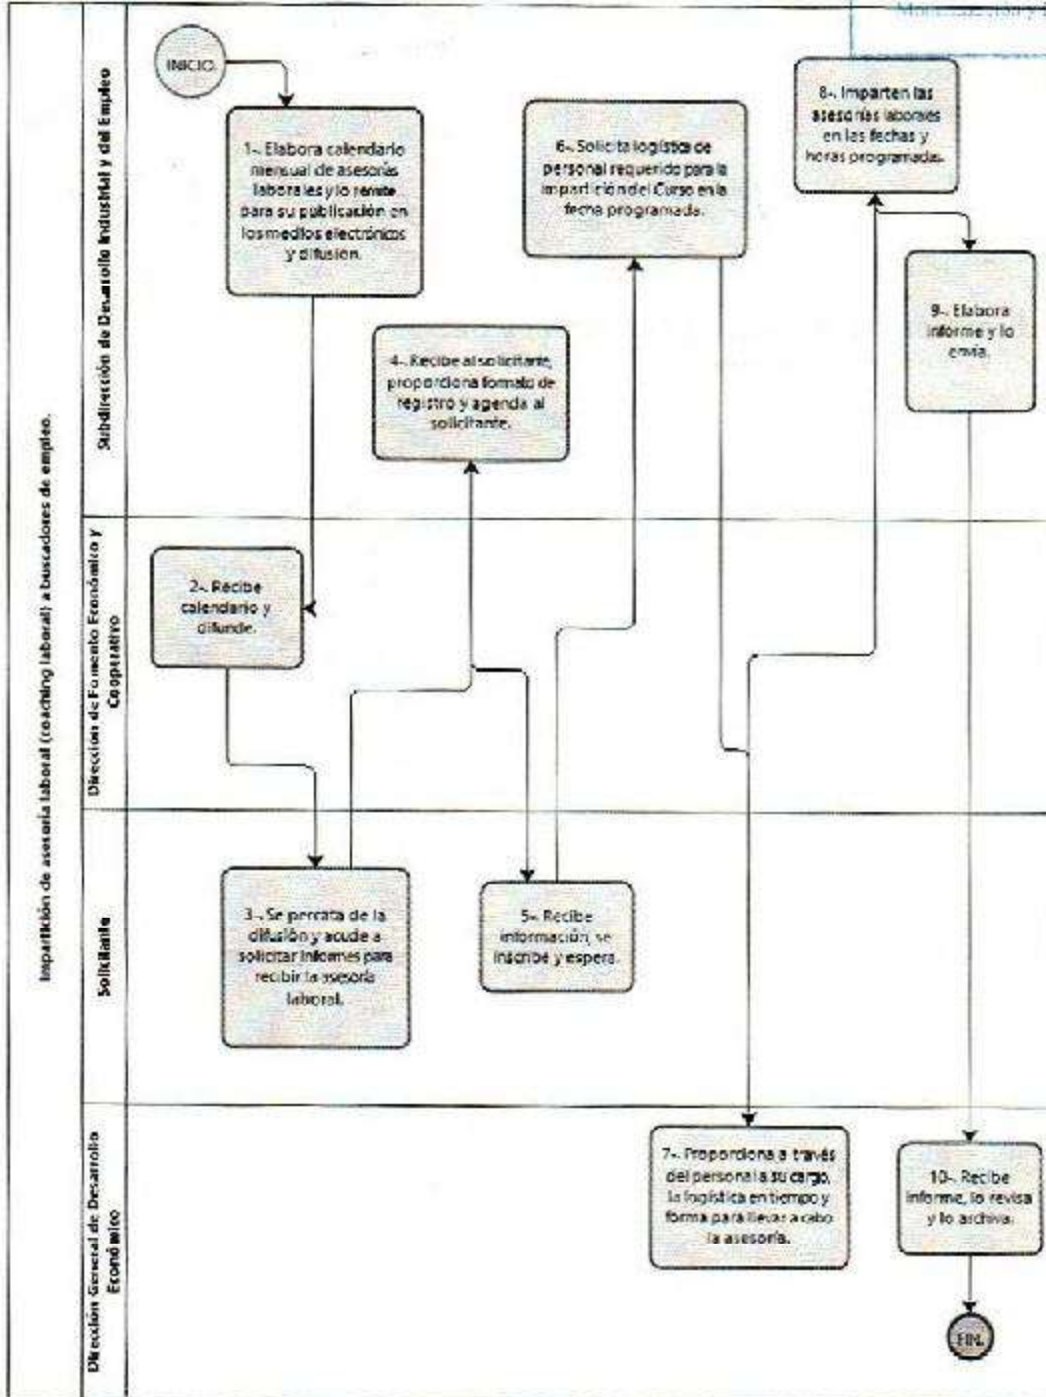 Impartición de asesoría laboral (coaching laboral) a buscadores de empleo.
Subdirección de Desarrollo Industrial y del Empleo
INICIO.
1-. Elabora calendario
mensual de asesorías
laborales y lo remite
para su publicación en
los medios electrónicos
y difusión.
4-. Recibe al solicitante,
proporciona formato de
registro y agenda al
solicitante.
6-. Solicita logística de
personal requerido para la
impartición del Curso en la
fecha programada.
8-. Imparten las
asesorías laborales
en las fechas y
horas programadas.
9-. Elabora
informe y lo
envía.
Dirección de Fomento Económico y
Cooperativo
2-. Recibe
calendario y
difunde.
Solicitante
3-. Se percata de la
difusión y acude a
solicitar informes para
recibir la asesoría
laboral.
5-. Recibe
información, se
inscribe y espera.
Dirección General de Desarrollo
Económico
7-. Proporciona a través
del personal a su cargo,
la logística en tiempo y
forma para llevar a cabo
la asesoría.
10-. Recibe
informe, lo revisa
y lo archiva.
FIN.